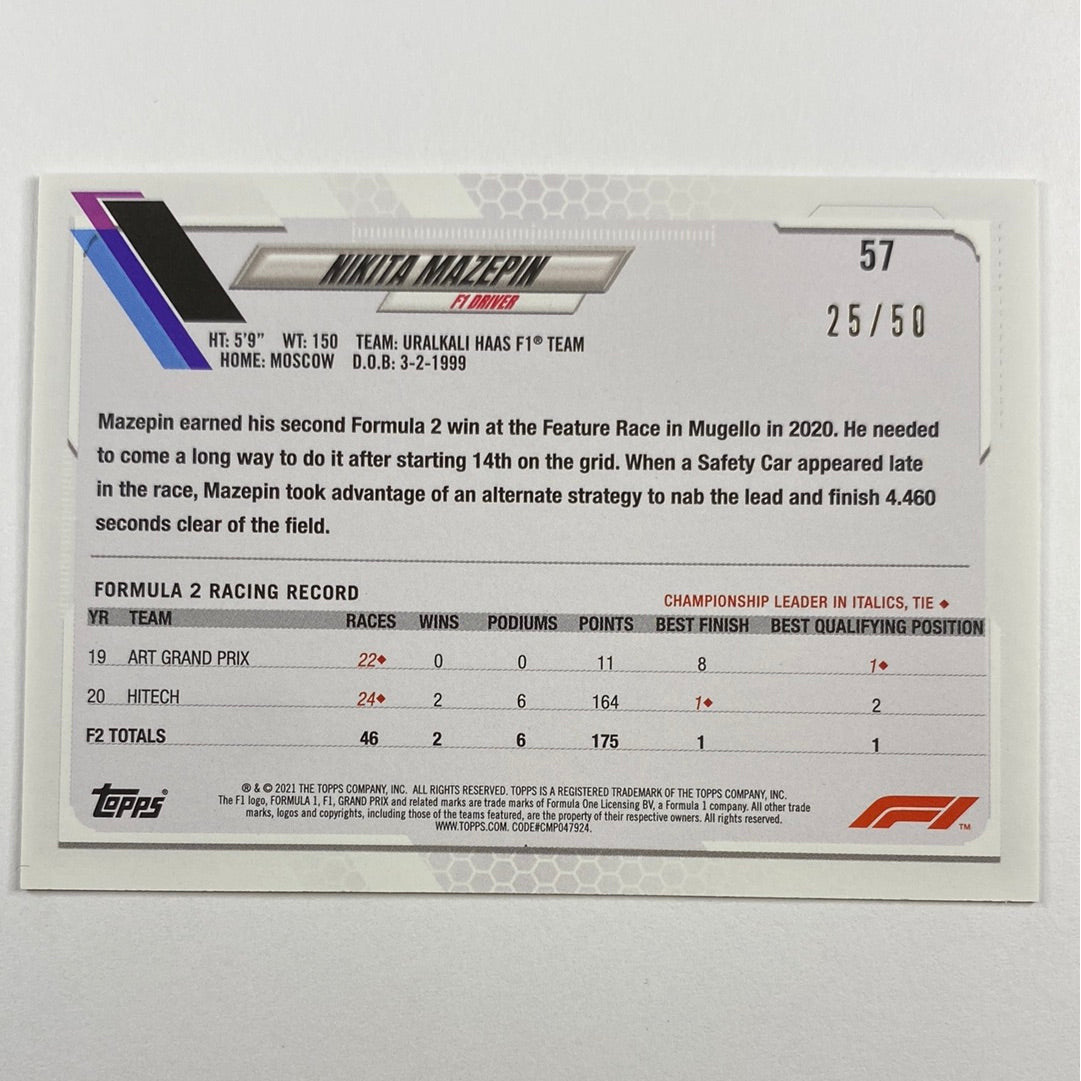 57
NIKITA MAZEPIN
F1 DRIVER
25/50
HT: 5'9" WT: 150 TEAM: URALKALI HAAS F1® TEAM
HOME: MOSCOW D.O.B: 3-2-1999
Mazepin earned his second Formula 2 win at the Feature Race in Mugello in 2020. He needed
to come a long way to do it after starting 14th on the grid. When a Safety Car appeared late
in the race, Mazepin took advantage of an alternate strategy to nab the lead and finish 4.460
seconds clear of the field.
FORMULA 2 RACING RECORD
CHAMPIONSHIP LEADER IN ITALICS, TIE ♦
YR TEAM RACES WINS PODIUMS POINTS BEST FINISH BEST QUALIFYING POSITION
19 ART GRAND PRIX 22♦ 0 0 11 8 1♦
20 HITECH 24♦ 2 6 164 1♦ 2
F2 TOTALS 46 2 6 175 1 1
topps®
® & © 2021 THE TOPPS COMPANY, INC. ALL RIGHTS RESERVED. TOPPS IS A REGISTERED TRADEMARK OF THE TOPPS COMPANY, INC.
The F1 logo, FORMULA 1, F1, GRAND PRIX and related marks are trade marks of Formula One Licensing BV, a Formula 1 company. All other trade
marks, logos and copyrights, including those of the teams featured, are the property of their respective owners. All rights reserved.
WWW.TOPPS.COM. CODE#CMP047924.
F1™